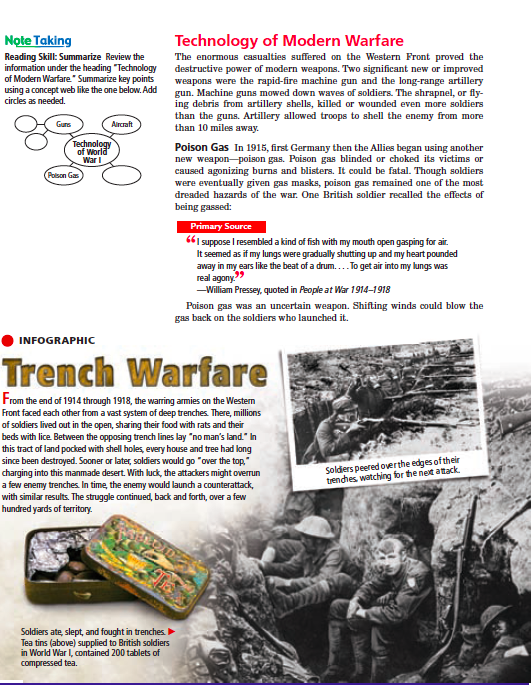 Note Taking
Reading Skill: Summarize Review the
information under the heading "Technology
of Modern Warfare." Summarize key points
using a concept web like the one below. Add
circles as needed.
Guns
Aircraft
Technology
of World
War I
Poison Gas
Technology of Modern Warfare
The enormous casualties suffered on the Western Front proved the
destructive power of modern weapons. Two significant new or improved
weapons were the rapid-fire machine gun and the long-range artillery
gun. Machine guns mowed down waves of soldiers. The shrapnel, or fly-
ing debris from artillery shells, killed or wounded even more soldiers
than the guns. Artillery allowed troops to shell the enemy from more
than 10 miles away.
Poison Gas In 1915, first Germany then the Allies began using another
new weapon—poison gas. Poison gas blinded or choked its victims or
caused agonizing burns and blisters. It could be fatal. Though soldiers
were eventually given gas masks, poison gas remained one of the most
dreaded hazards of the war. One British soldier recalled the effects of
being gassed:
Primary Source
“I suppose I resembled a kind of fish with my mouth open gasping for air.
It seemed as if my lungs were gradually shutting up and my heart pounded
away in my ears like the beat of a drum. . . . To get air into my lungs was
real agony.”
—William Pressey, quoted in People at War 1914–1918
Poison gas was an uncertain weapon. Shifting winds could blow the
gas back on the soldiers who launched it.
INFOGRAPHIC
Trench Warfare
From the end of 1914 through 1918, the warring armies on the Western
Front faced each other from a vast system of deep trenches. There, millions
of soldiers lived out in the open, sharing their food with rats and their
beds with lice. Between the opposing trench lines lay "no man's land." In
this tract of land pocked with shell holes, every house and tree had long
since been destroyed. Sooner or later, soldiers would go "over the top,"
charging into this manmade desert. With luck, the attackers might overrun
a few enemy trenches. In time, the enemy would launch a counterattack,
with similar results. The struggle continued, back and forth, over a few
hundred yards of territory.
Soldiers peered over the edges of their
trenches, watching for the next attack.
Soldiers ate, slept, and fought in trenches. ▶
Tea tins (above) supplied to British soldiers
in World War I, contained 200 tablets of
compressed tea.